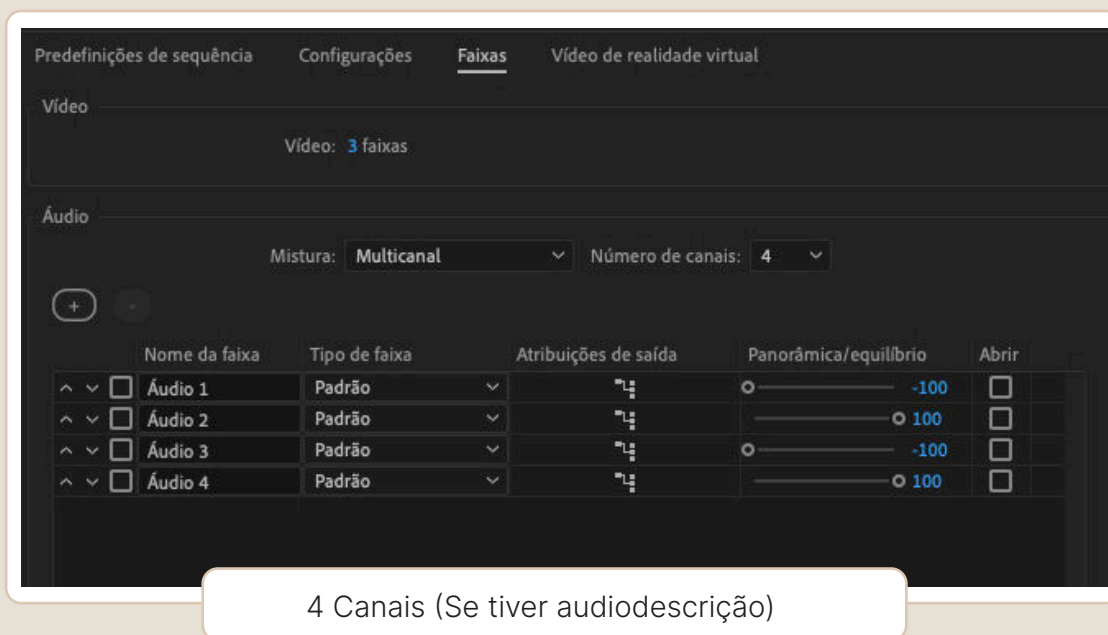 Predefinições de sequência Configurações Faixas Vídeo de realidade virtual
Vídeo
Vídeo: 3 faixas
Áudio
Mistura: Multicanal Número de canais: 4
+ -
Nome da faixa Tipo de faixa Atribuições de saída Panorâmica/equilíbrio Abrir
Áudio 1 Padrão -100
Áudio 2 Padrão 100
Áudio 3 Padrão -100
Áudio 4 Padrão 100
4 Canais (Se tiver audiodescrição)